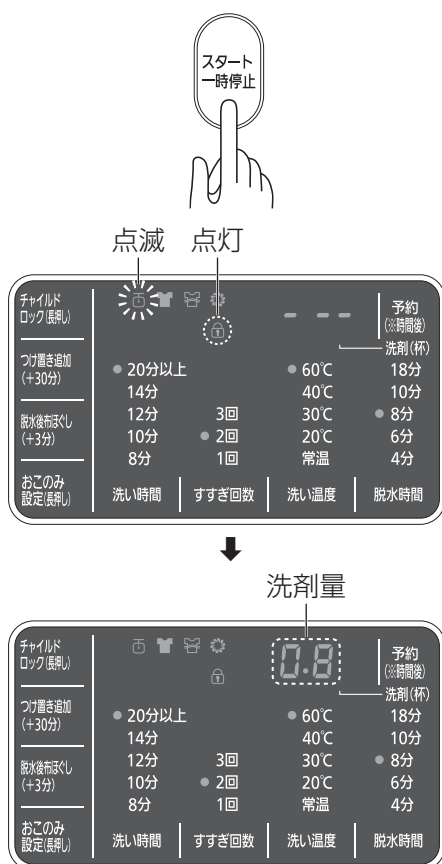 スタート
一時停止
点滅 点灯
チャイルド
ロック(長押し)
つけ置き追加
(+30分)
脱水後布ほぐし
(+3分)
おこのみ
設定(長押し)
- - -
予約
(※時間後)
洗剤(杯)
20分以上 60℃ 18分
14分 40℃ 10分
12分 3回 30℃ 8分
10分 2回 20℃ 6分
8分 1回 常温 4分
洗い時間 すすぎ回数 洗い温度 脱水時間
洗剤量
チャイルド
ロック(長押し)
つけ置き追加
(+30分)
脱水後布ほぐし
(+3分)
おこのみ
設定(長押し)
0.8
予約
(※時間後)
洗剤(杯)
20分以上 60℃ 18分
14分 40℃ 10分
12分 3回 30℃ 8分
10分 2回 20℃ 6分
8分 1回 常温 4分
洗い時間 すすぎ回数 洗い温度 脱水時間